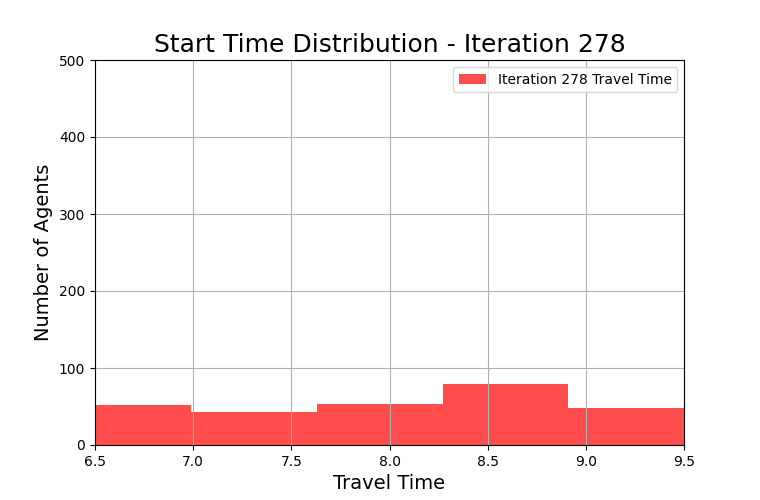 Start Time Distribution - Iteration 278
Iteration 278 Travel Time
Number of Agents
500
400
300
200
100
0
6.5 7.0 7.5 8.0 8.5 9.0 9.5
Travel Time